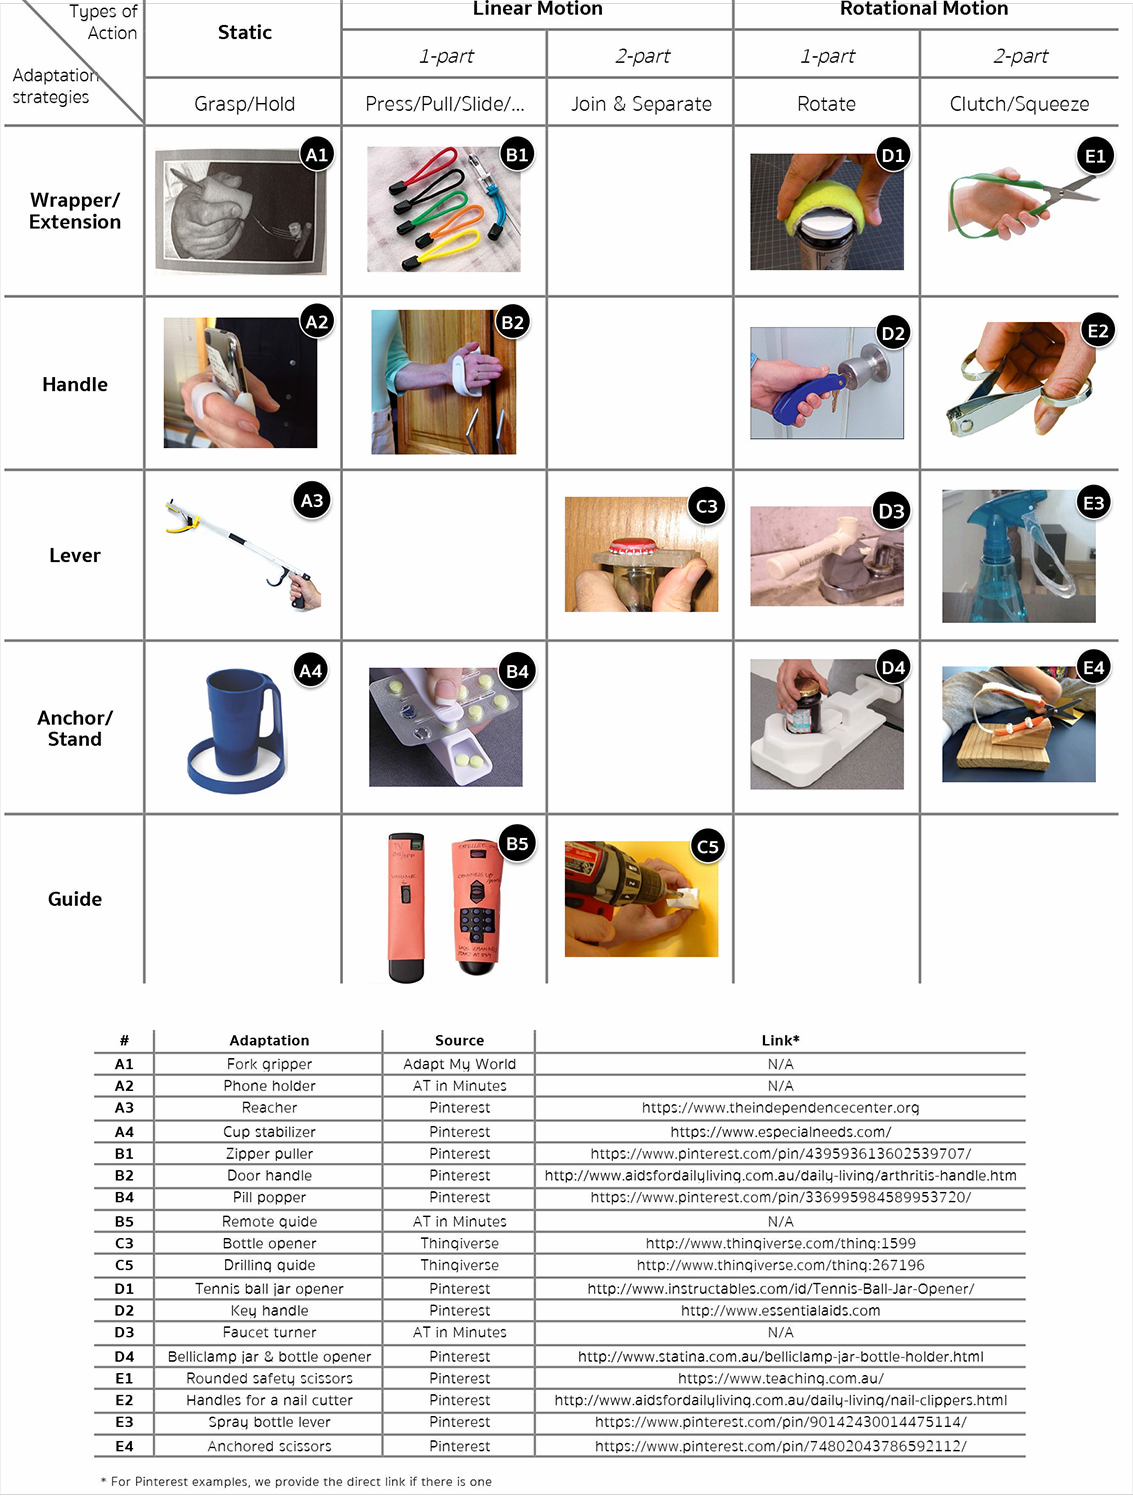 Types of
Action
Adaptation
strategies
Static
Linear Motion
Rotational Motion
1-part
2-part
1-part
2-part
Grasp/Hold
Press/Pull/Slide/...
Join & Separate
Rotate
Clutch/Squeeze
Wrapper/
Extension
A1
B1
D1
E1
Handle
A2
B2
D2
E2
Lever
A3
C3
D3
E3
Anchor/
Stand
A4
B4
D4
E4
Guide
B5
C5
TV
# Adaptation Source Link*
A1 Fork gripper Adapt My World N/A
A2 Phone holder AT in Minutes N/A
A3 Reacher Pinterest https://www.theindependencecenter.org
A4 Cup stabilizer Pinterest https://www.especialneeds.com/
B1 Zipper puller Pinterest https://www.pinterest.com/pin/439593613602539707/
B2 Door handle Pinterest http://www.aidsfordailyliving.com.au/daily-living/arthritis-handle.htm
B4 Pill popper Pinterest https://www.pinterest.com/pin/336995984589953720/
B5 Remote guide AT in Minutes N/A
C3 Bottle opener Thingiverse http://www.thingiverse.com/thing:1599
C5 Drilling guide Thingiverse http://www.thingiverse.com/thing:267196
D1 Tennis ball jar opener Pinterest http://www.instructables.com/id/Tennis-Ball-Jar-Opener/
D2 Key handle Pinterest http://www.essentialaids.com
D3 Faucet turner AT in Minutes N/A
D4 Belliclamp jar & bottle opener Pinterest http://www.statina.com.au/belliclamp-jar-bottle-holder.html
E1 Rounded safety scissors Pinterest https://www.teaching.com.au/
E2 Handles for a nail cutter Pinterest http://www.aidsfordailyliving.com.au/daily-living/nail-clippers.html
E3 Spray bottle lever Pinterest https://www.pinterest.com/pin/90142430014475114/
E4 Anchored scissors Pinterest https://www.pinterest.com/pin/74802043786592112/
* For Pinterest examples, we provide the direct link if there is one